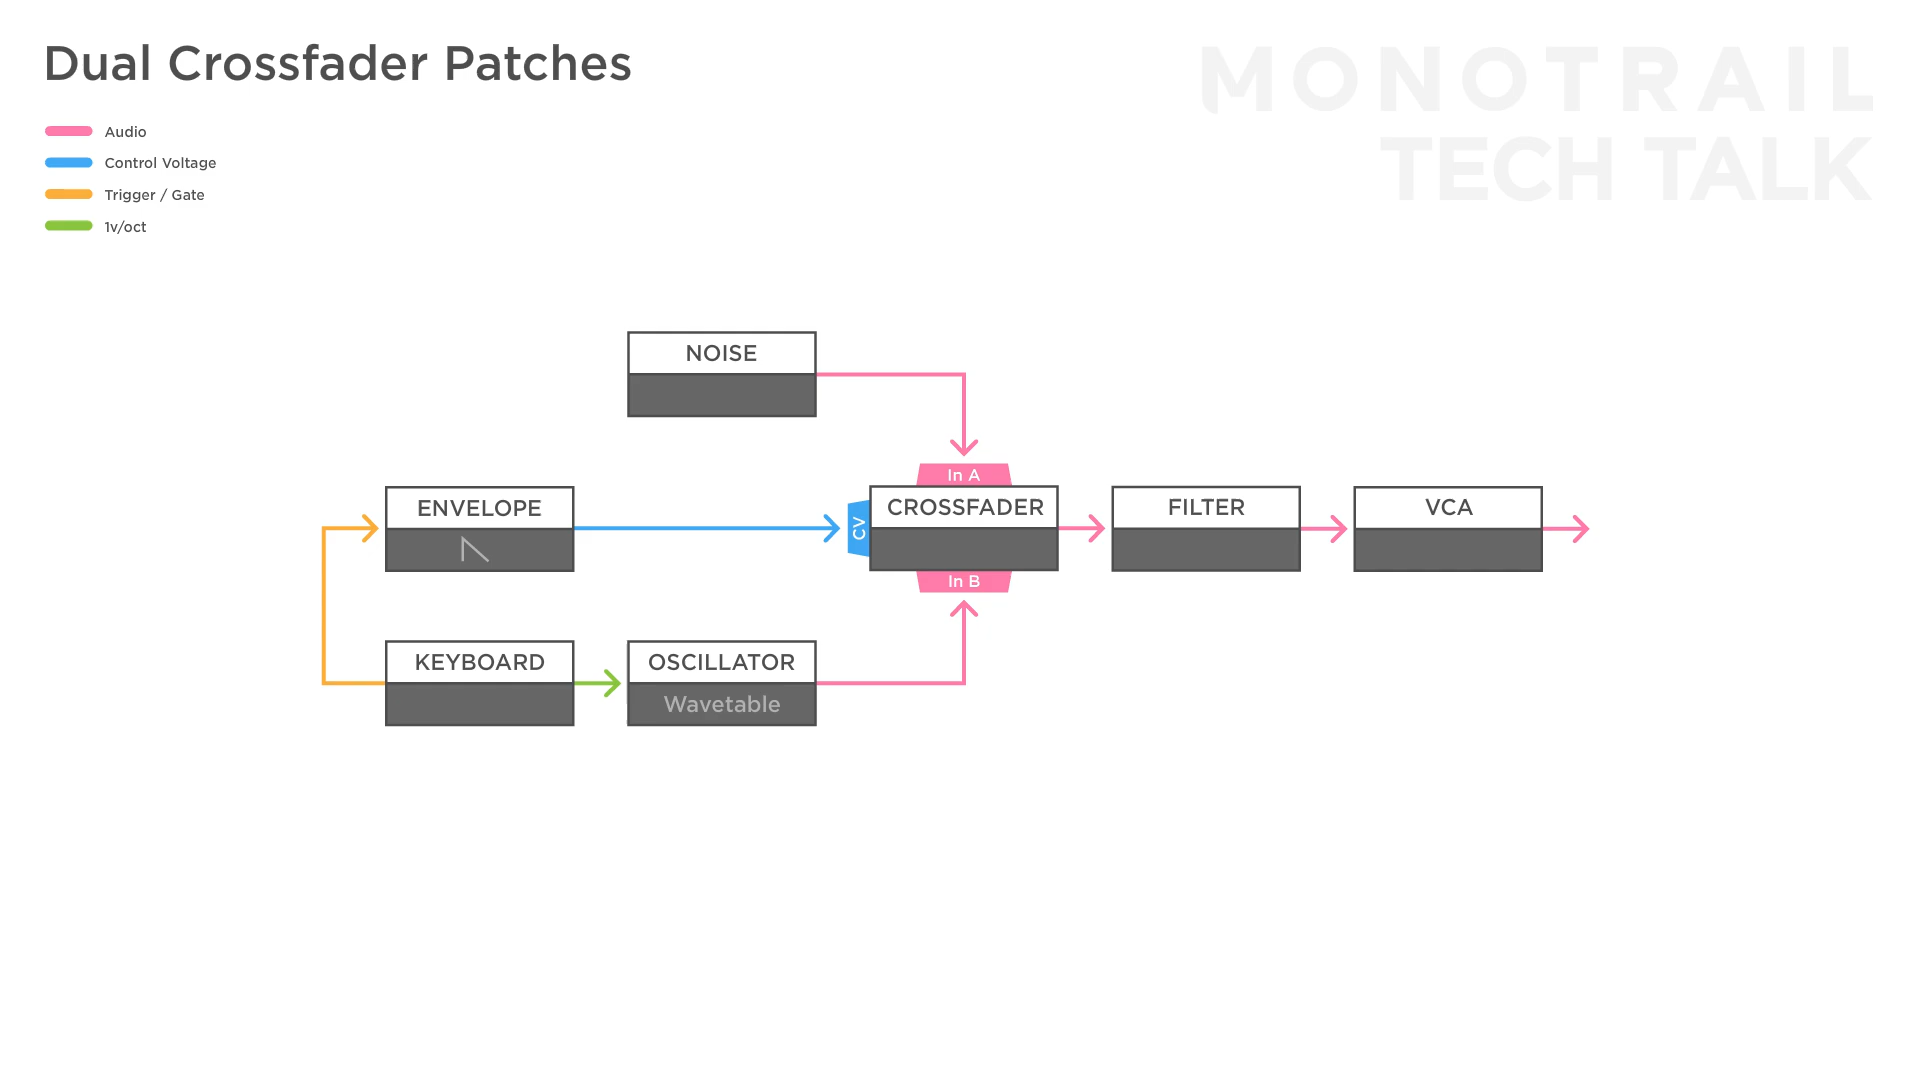 Dual Crossfader Patches
MONOTRAIL
TECH TALK
Audio
Control Voltage
Trigger / Gate
1v/oct
NOISE
In A
ENVELOPE
CV
CROSSFADER
FILTER
VCA
In B
KEYBOARD
OSCILLATOR
Wavetable